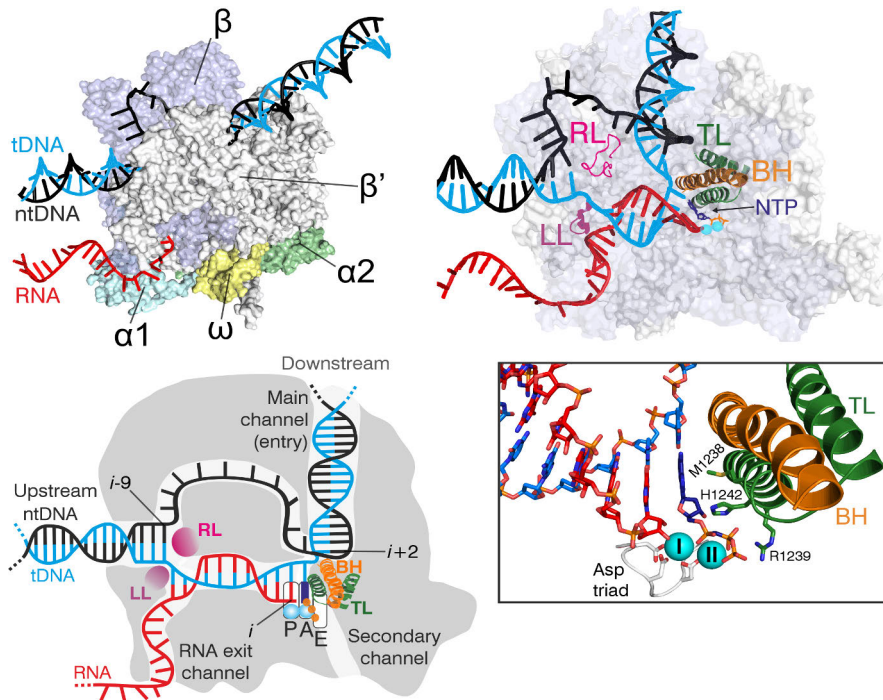 β
tDNA
ntDNA
β’
RNA
α1
ω
α2
RL
TL
BH
NTP
LL
Downstream
Main
channel
(entry)
i-9
Upstream
ntDNA
RL
tDNA
LL
i+2
BH
TL
i
P
A
E
RNA exit
channel
Secondary
channel
RNA
TL
M1238
H1242
BH
R1239
I
II
Asp
triad